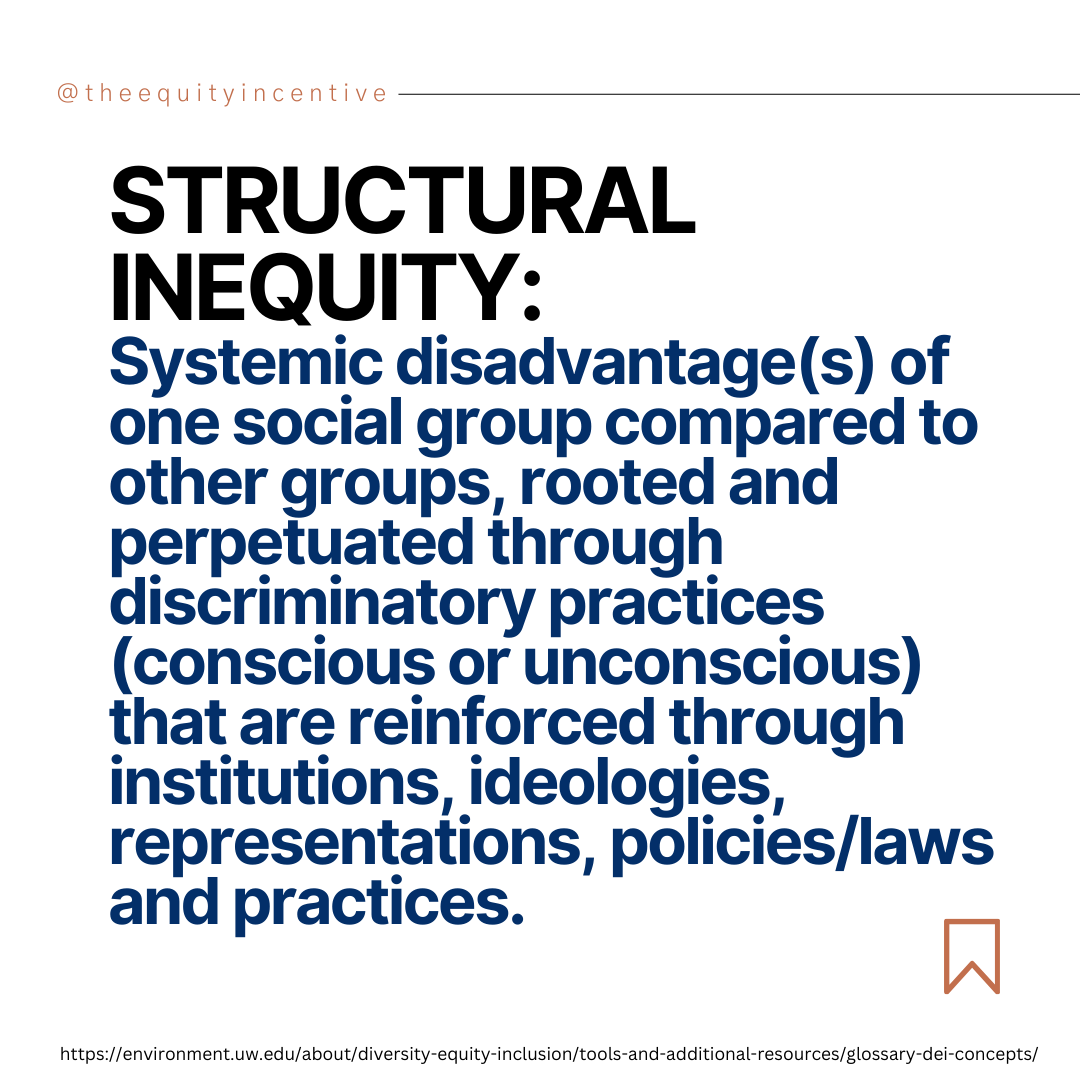 @theequityincentive
STRUCTURAL
INEQUITY:
Systemic disadvantage(s) of
one social group compared to
other groups, rooted and
perpetuated through
discriminatory practices
(conscious or unconscious)
that are reinforced through
institutions, ideologies,
representations, policies/laws
and practices.
https://environment.uw.edu/about/diversity-equity-inclusion/tools-and-additional-resources/glossary-dei-concepts/